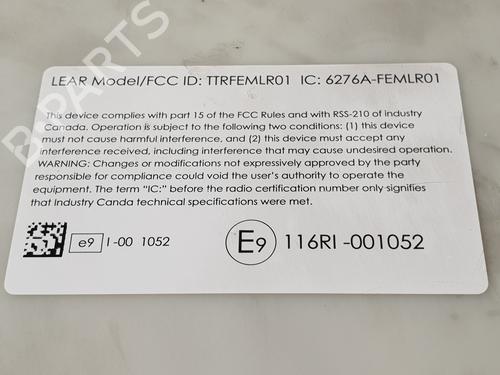 LEAR Model/FCC ID: TTRFEMLR01 IC: 6276A-FEMLR01
This device complies with part 15 of the FCC Rules and with RSS-210 of industry
Canada. Operation is subject to the following two conditions: (1) this device
must not cause harmful interference, and (2) this device must accept any
interference received, including interference that may cause undesired operation.
WARNING: Changes or modifications not expressively approved by the party
responsible for compliance could void the user's authority to operate the
equipment. The term "IC:" before the radio certification number only signifies
that Industry Canda technical specifications were met.
e9 I-00 1052 E9 116RI-001052
B PARTS